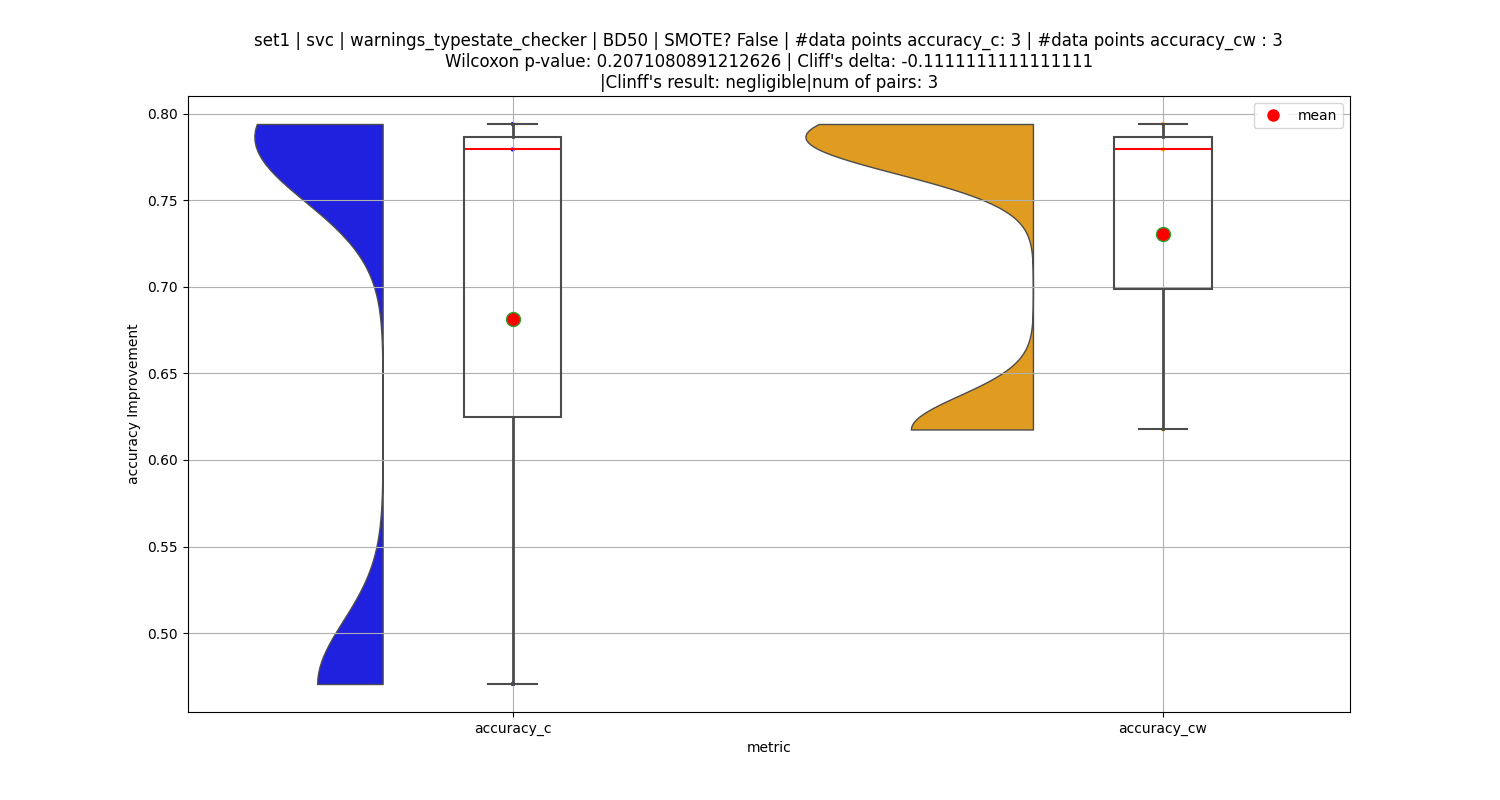 set1 | svc | warnings_typestate_checker | BD50 | SMOTE? False | #data points accuracy_c: 3 | #data points accuracy_cw : 3
Wilcoxon p-value: 0.2071080891212626 | Cliff's delta: -0.1111111111111111
|Clinff's result: negligible|num of pairs: 3
mean
0.80
0.75
0.70
0.65
0.60
0.55
0.50
accuracy Improvement
accuracy_c
accuracy_cw
metric